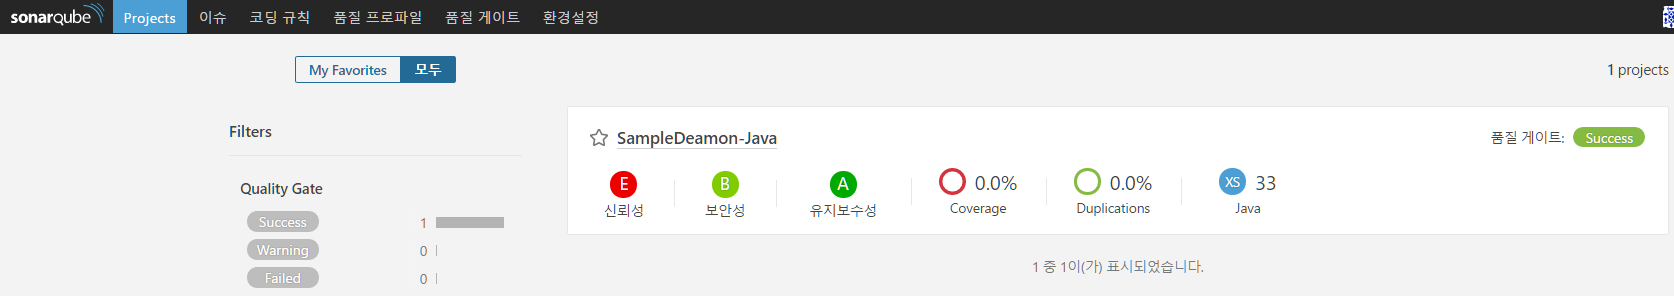 sonarqube Projects 이슈 코딩 규칙 품질 프로파일 품질 게이트 환경설정
My Favorites 모두
1 projects
Filters
Quality Gate
Success 1
Warning 0
Failed 0
SampleDeamon-Java
품질 게이트: Success
E B A 0.0% 0.0% XS 33
신뢰성 보안성 유지보수성 Coverage Duplications Java
1 중 1이(가) 표시되었습니다.